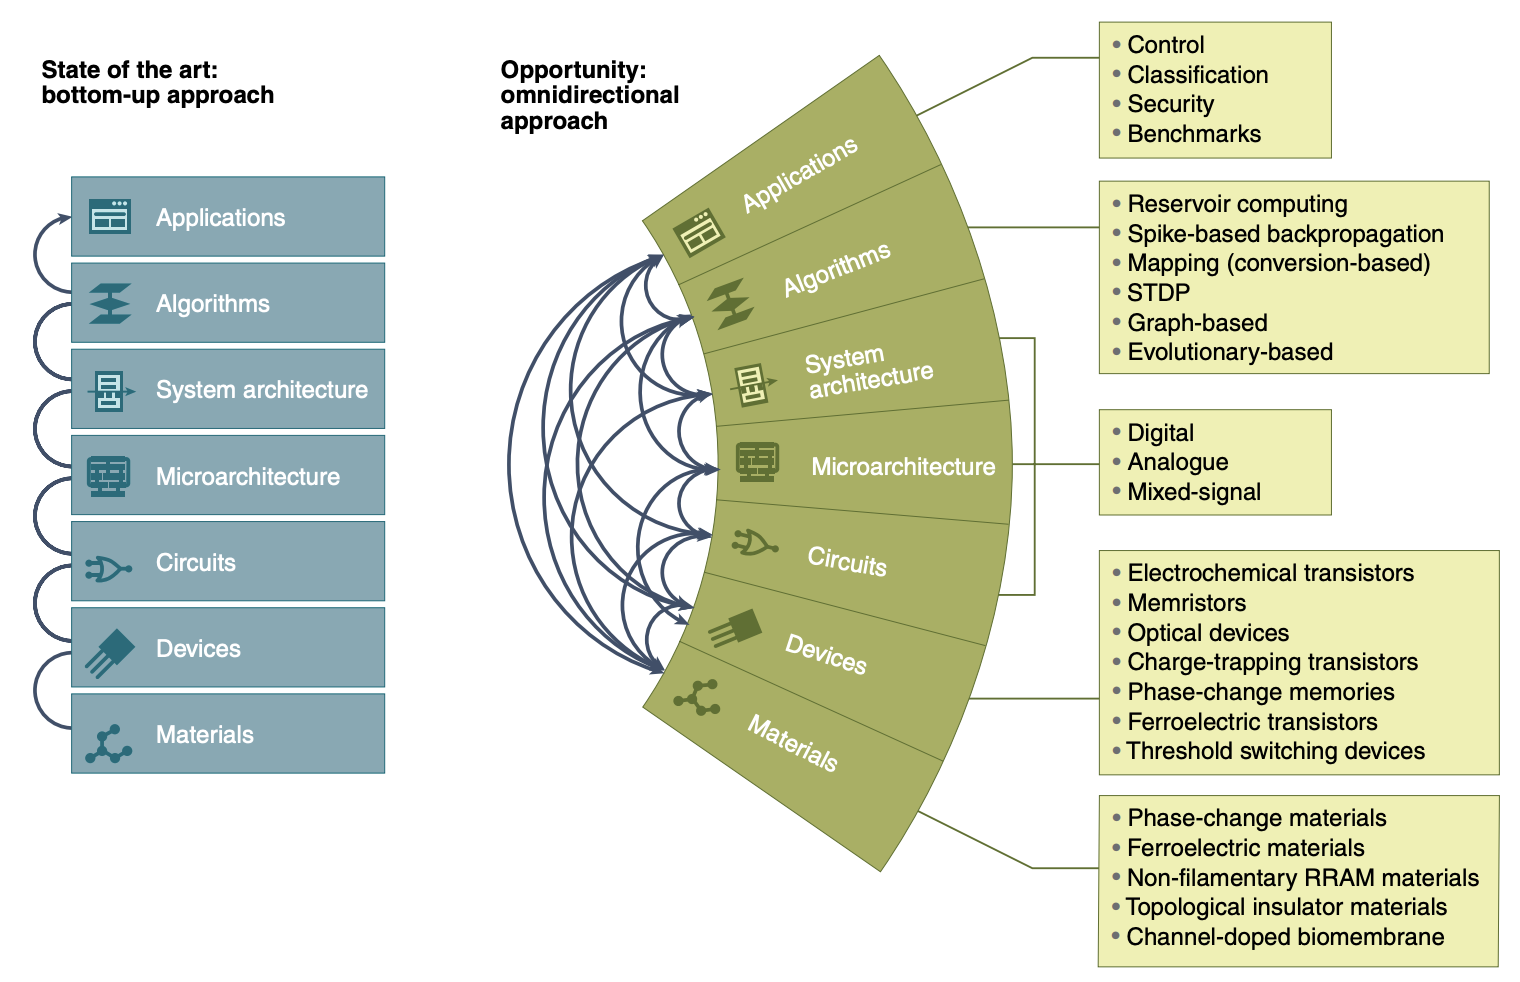 State of the art:
bottom-up approach
Applications
Algorithms
System architecture
Microarchitecture
Circuits
Devices
Materials
Opportunity:
omnidirectional
approach
Applications
Algorithms
System
architecture
Microarchitecture
Circuits
Devices
Materials
• Control
• Classification
• Security
• Benchmarks
• Reservoir computing
• Spike-based backpropagation
• Mapping (conversion-based)
• STDP
• Graph-based
• Evolutionary-based
• Digital
• Analogue
• Mixed-signal
• Electrochemical transistors
• Memristors
• Optical devices
• Charge-trapping transistors
• Phase-change memories
• Ferroelectric transistors
• Threshold switching devices
• Phase-change materials
• Ferroelectric materials
• Non-filamentary RRAM materials
• Topological insulator materials
• Channel-doped biomembrane